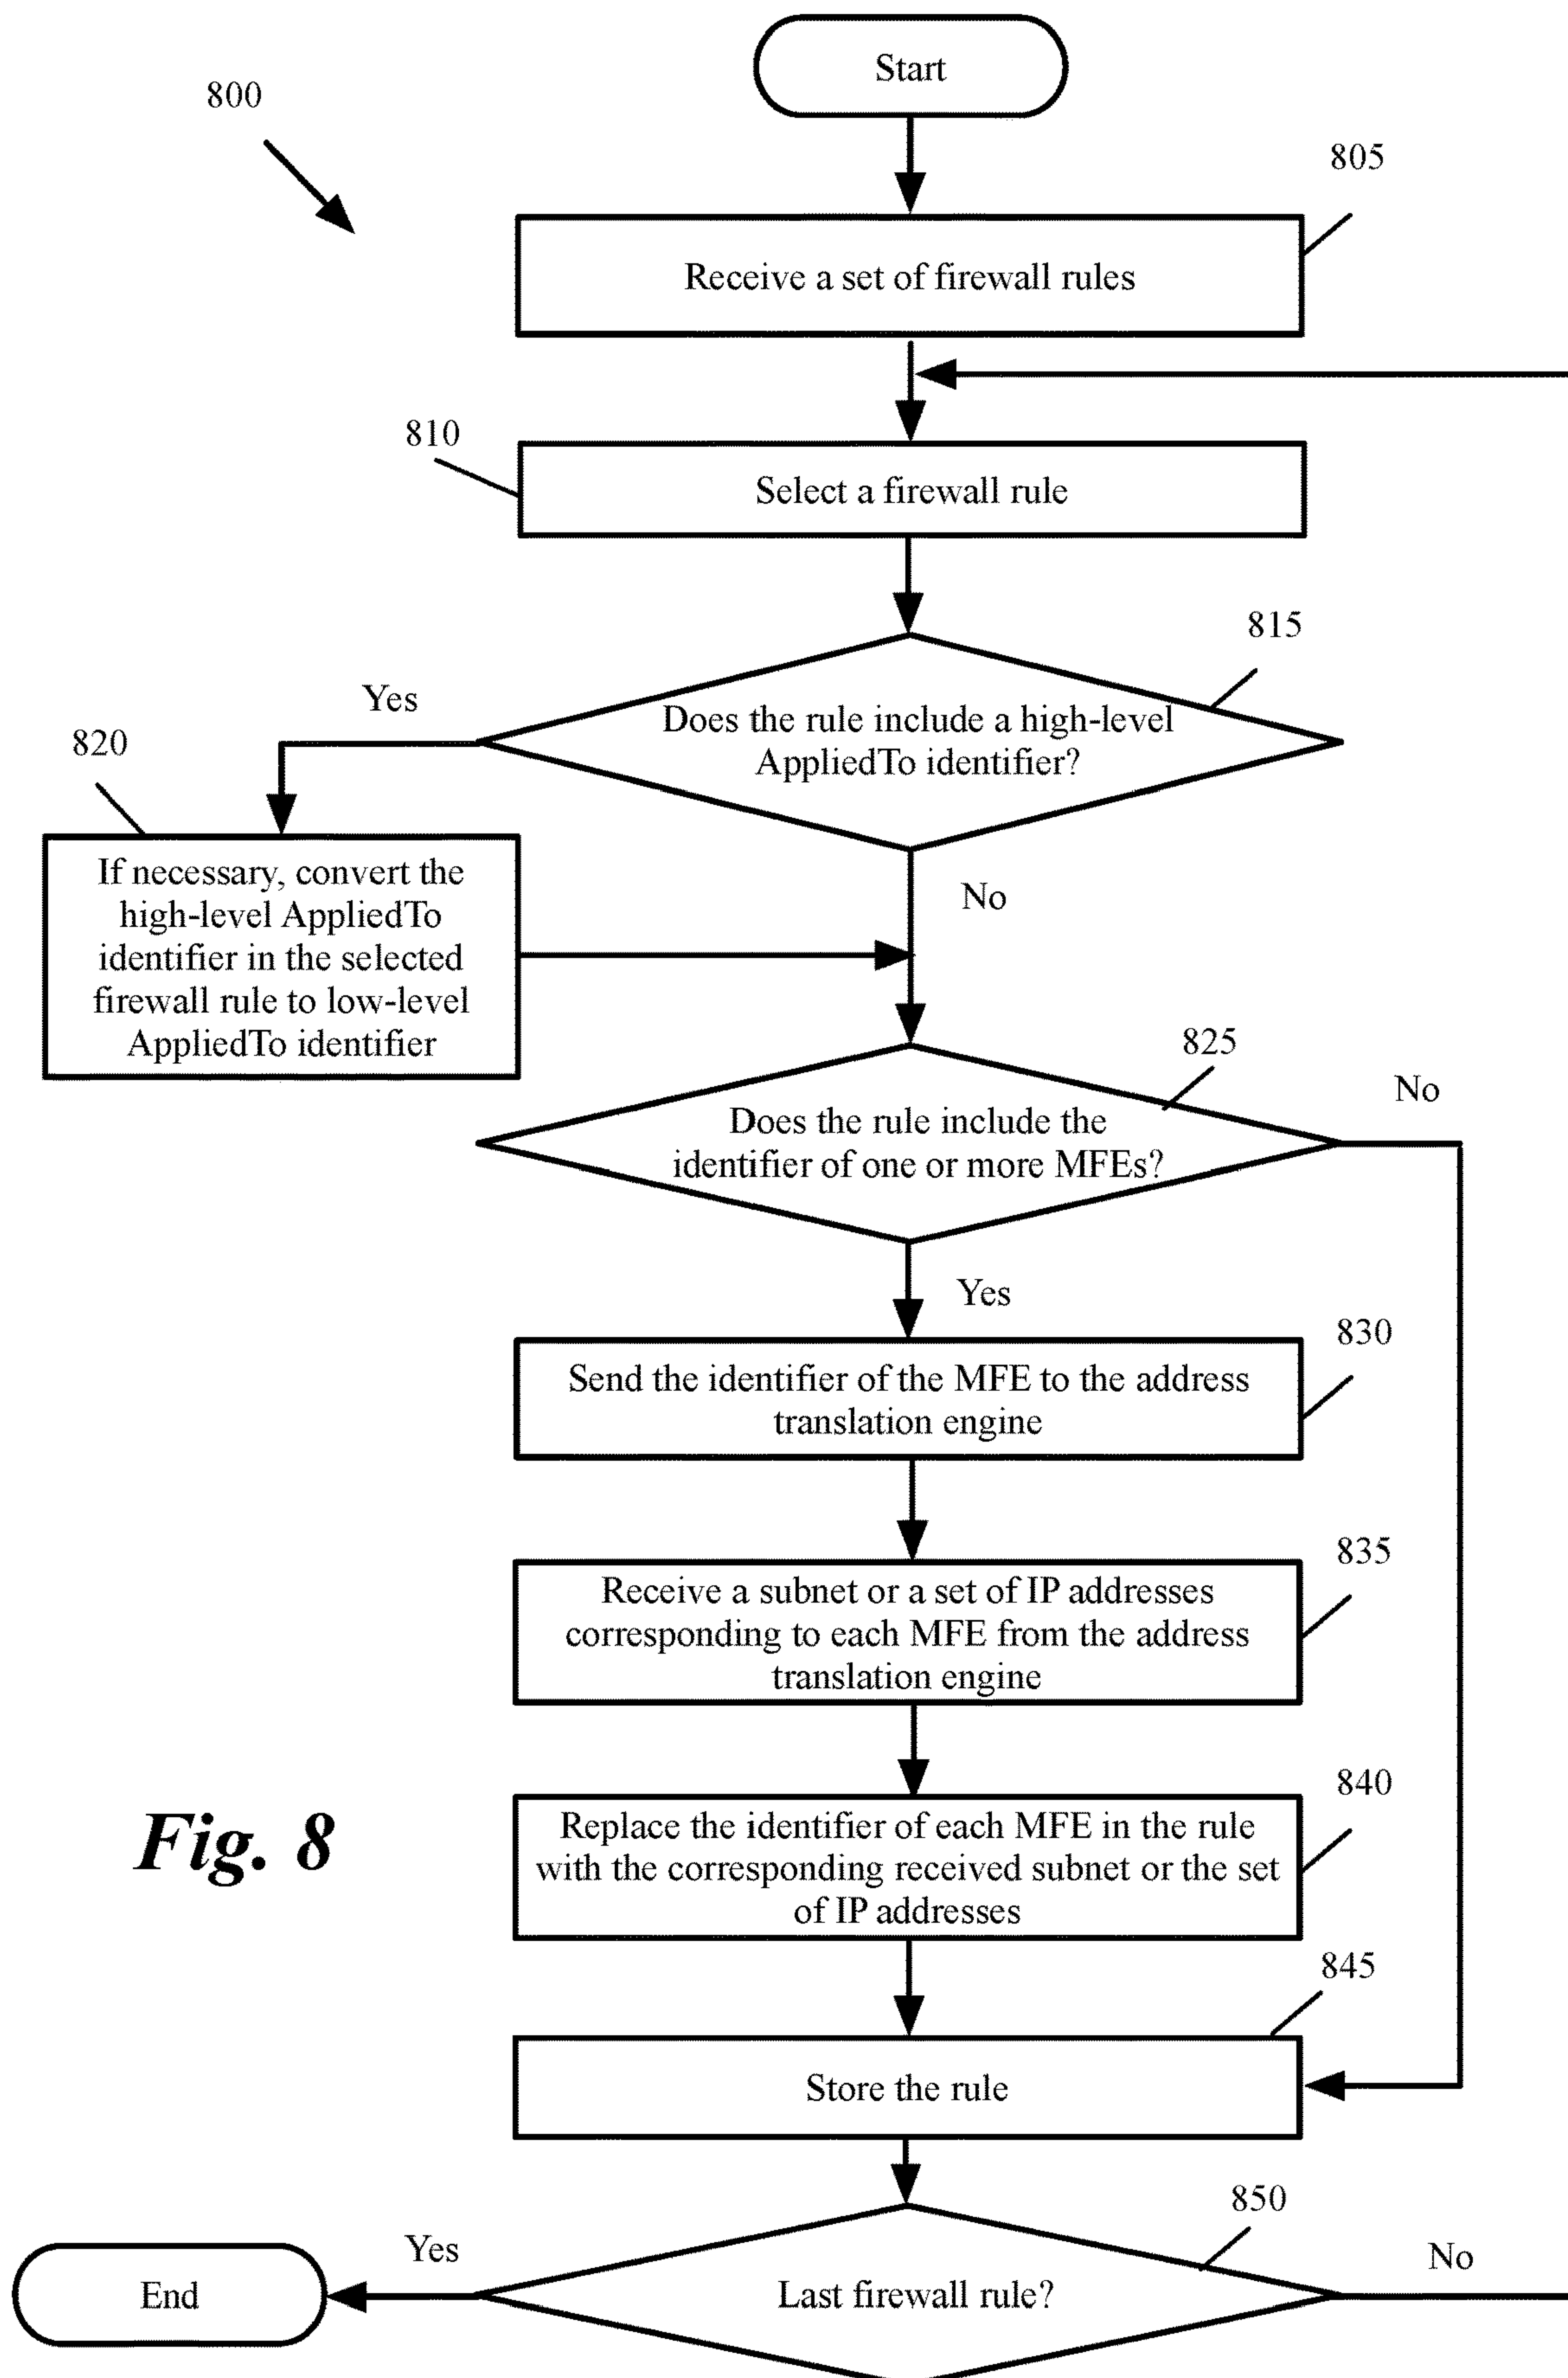 Start
800
805
Receive a set of firewall rules
810
Select a firewall rule
815
Yes
Does the rule include a high-level
AppliedTo identifier?
820
If necessary, convert the
high-level AppliedTo
identifier in the selected
firewall rule to low-level
AppliedTo identifier
No
825
No
Does the rule include the
identifier of one or more MFEs?
Yes
830
Send the identifier of the MFE to the address
translation engine
835
Receive a subnet or a set of IP addresses
corresponding to each MFE from the address
translation engine
840
Replace the identifier of each MFE in the rule
with the corresponding received subnet or the set
of IP addresses
Fig. 8
845
Store the rule
850
Yes
No
End
Last firewall rule?